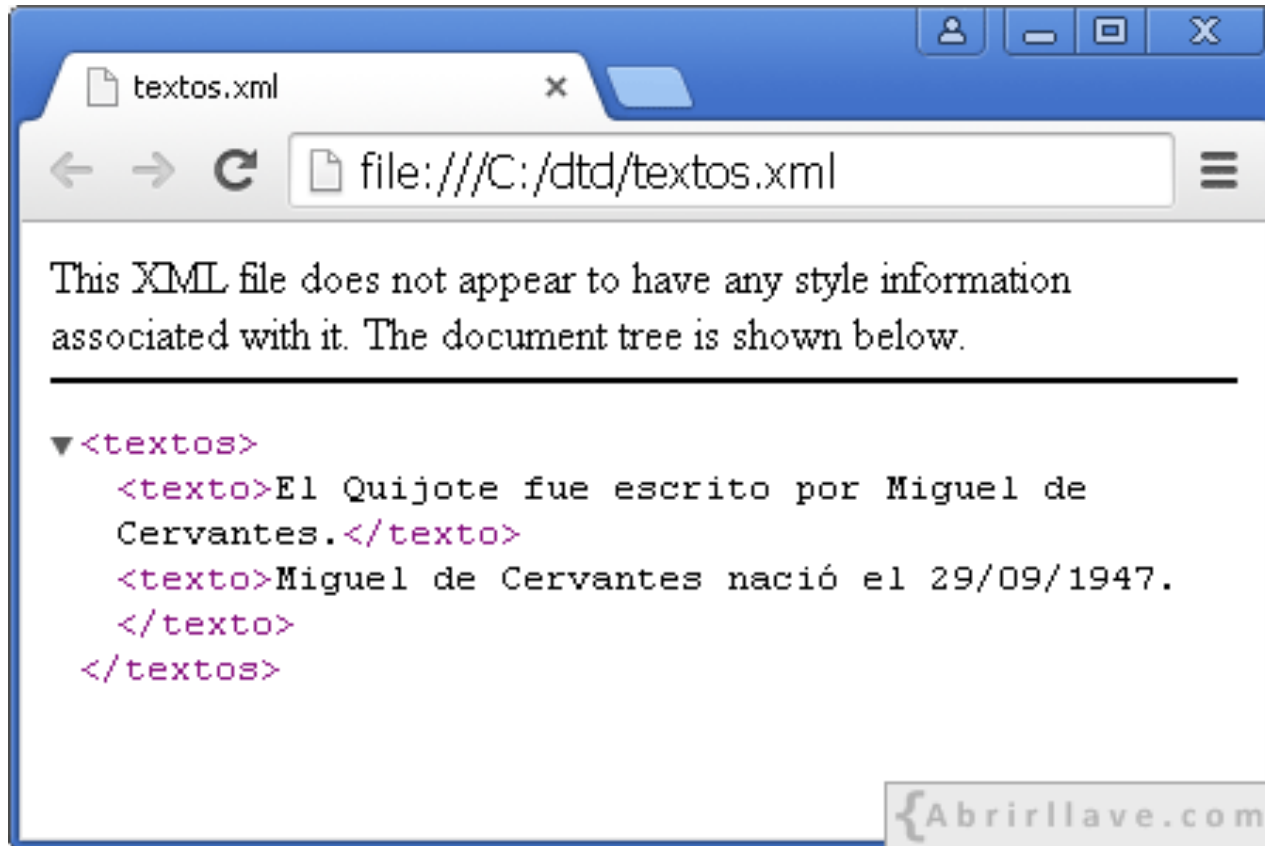 textos.xml
file:///C:/dtd/textos.xml
This XML file does not appear to have any style information
associated with it. The document tree is shown below.
<textos>
<texto>El Quijote fue escrito por Miguel de
Cervantes.</texto>
<texto>Miguel de Cervantes nació el 29/09/1947.
</texto>
</textos>
{Abrirllave.com